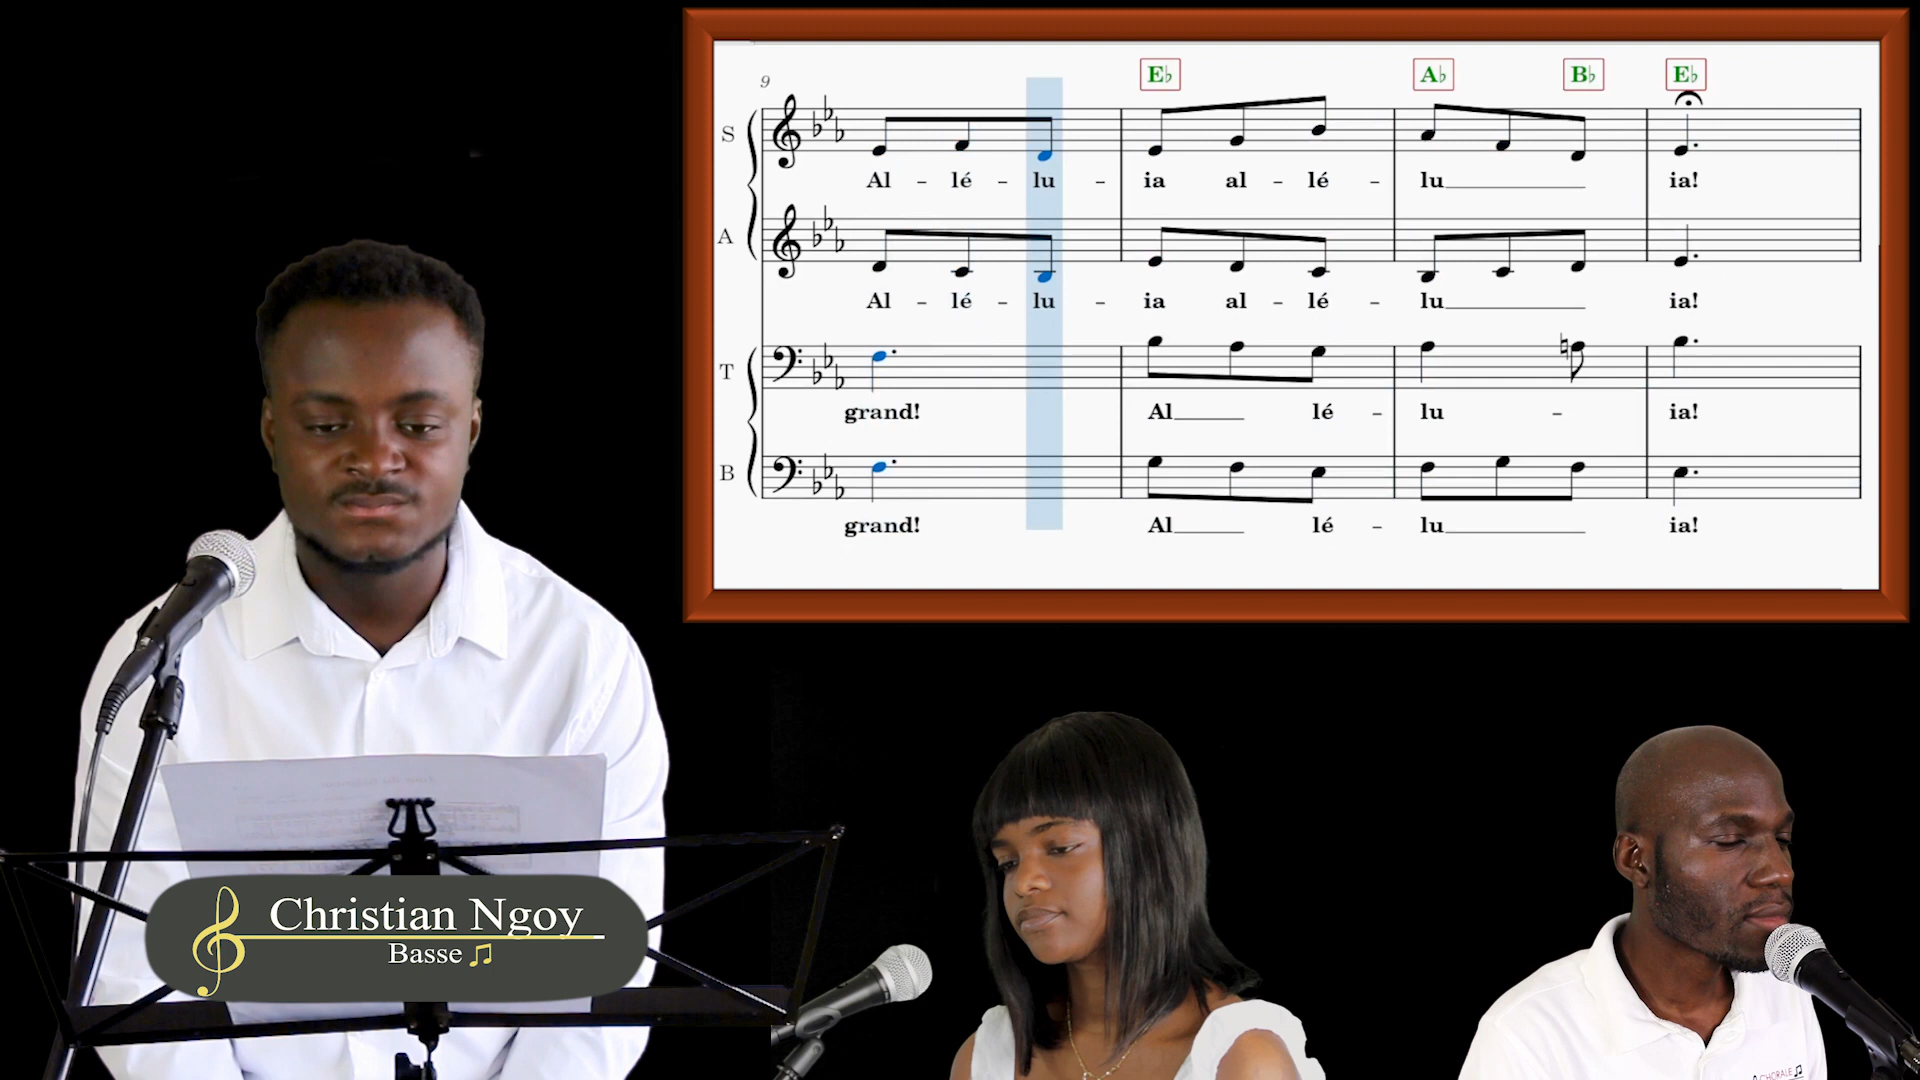 9
E♭ A♭ B♭ E♭
S
Al - lé - lu - ia al - lé - lu ia!
A
Al - lé - lu - ia al - lé - lu ia!
T
grand! Al lé - lu - ia!
B
grand! Al lé - lu ia!
Christian Ngoy
Basse
CHORALE